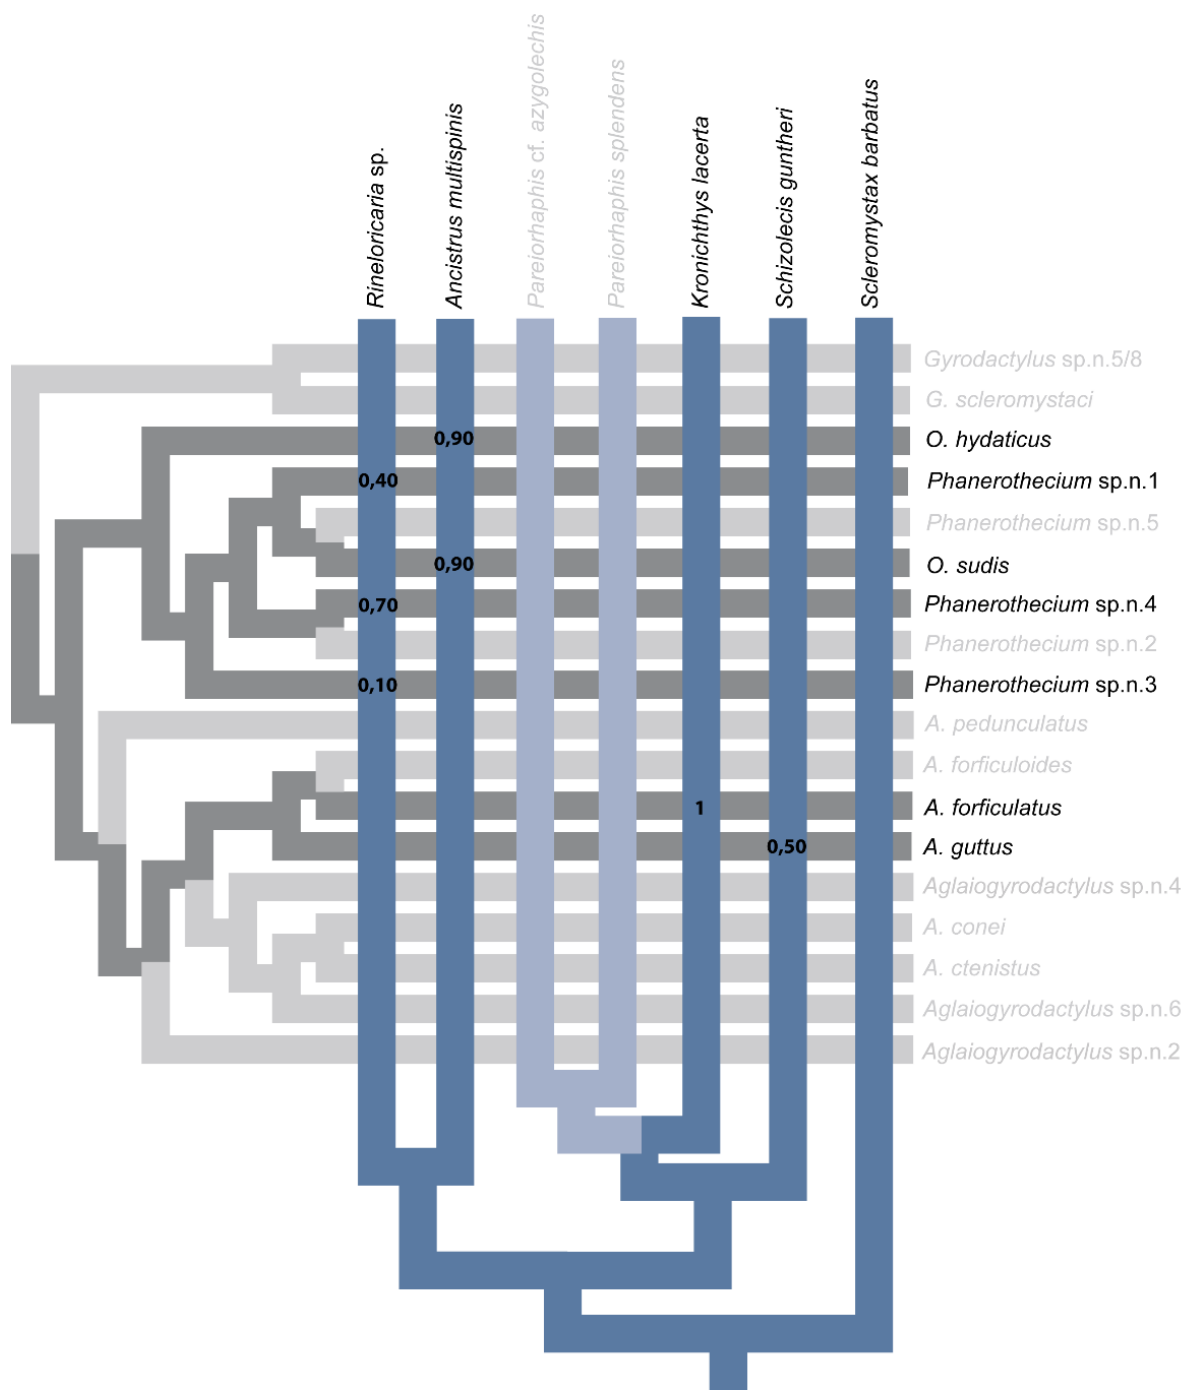 Rineloricaria sp.
Ancistrus multispinis
Pareiorhaphis cf. azygolechis
Pareiorhaphis splendens
Kronichthys lacerta
Schizolecis guntheri
Scleromystax barbatus
Gyrodactylus sp.n.5/8
G. scleromystaci
0,90 O. hydaticus
0,40 Phanerothecium sp.n.1
Phanerothecium sp.n.5
0,90 O. sudis
0,70 Phanerothecium sp.n.4
Phanerothecium sp.n.2
0,10 Phanerothecium sp.n.3
A. pedunculatus
A. forficuloides
1 A. forficulatus
0,50 A. guttus
Aglaiogyrodactylus sp.n.4
A. conei
A. ctenistus
Aglaiogyrodactylus sp.n.6
Aglaiogyrodactylus sp.n.2